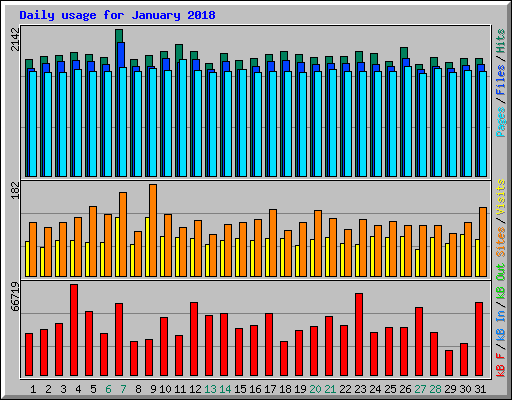 Daily usage for January 2018
2142
Pages / Files / Hits
182
Sites / Visits
66719
kB F / kB In / kB Out
1 2 3 4 5 6 7 8 9 10 11 12 13 14 15 16 17 18 19 20 21 22 23 24 25 26 27 28 29 30 31